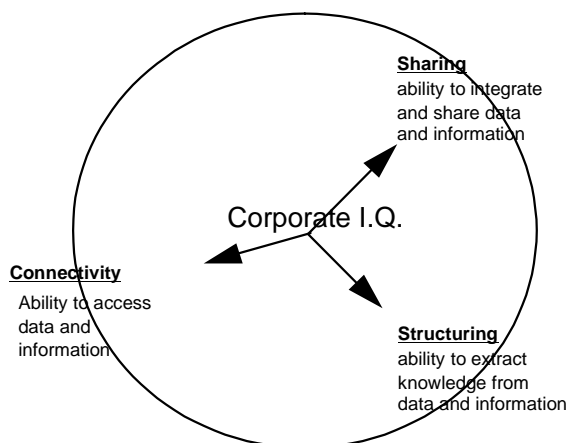 Sharing
ability to integrate
and share data
and information
Corporate I.Q.
Connectivity
Ability to access
data and
information
Structuring
ability to extract
knowledge from
data and information